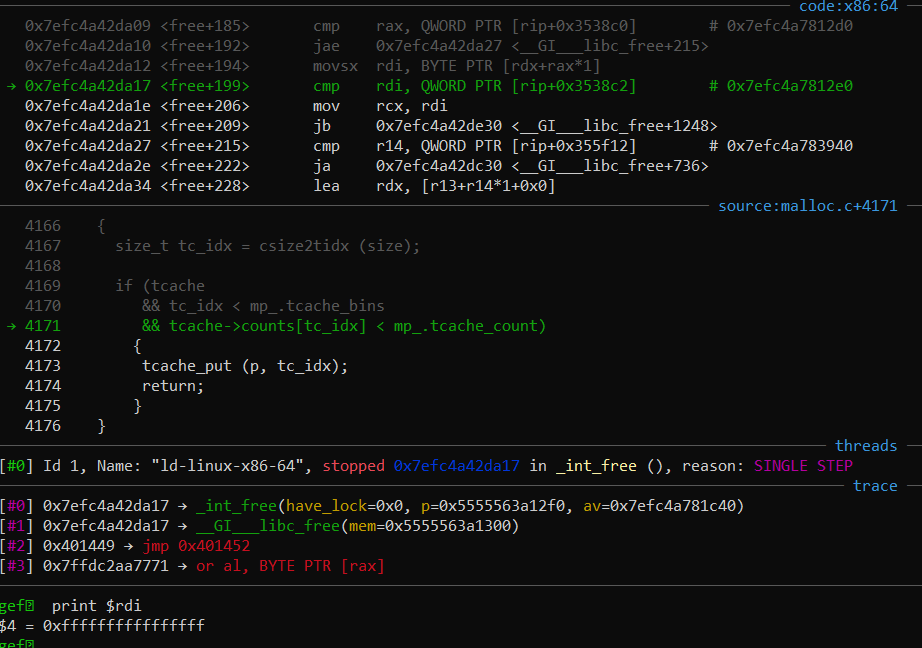 code:x86:64
0x7efc4a42da09 <free+185> cmp rax, QWORD PTR [rip+0x3538c0] # 0x7efc4a7812d0
0x7efc4a42da10 <free+192> jae 0x7efc4a42da27 <__GI___libc_free+215>
0x7efc4a42da12 <free+194> movsx rdi, BYTE PTR [rdx+rax*1]
→ 0x7efc4a42da17 <free+199> cmp rdi, QWORD PTR [rip+0x3538c2] # 0x7efc4a7812e0
0x7efc4a42da1e <free+206> mov rcx, rdi
0x7efc4a42da21 <free+209> jb 0x7efc4a42de30 <__GI___libc_free+1248>
0x7efc4a42da27 <free+215> cmp r14, QWORD PTR [rip+0x355f12] # 0x7efc4a783940
0x7efc4a42da2e <free+222> ja 0x7efc4a42dc30 <__GI___libc_free+736>
0x7efc4a42da34 <free+228> lea rdx, [r13+r14*1+0x0]
source:malloc.c+4171
4166 {
4167 size_t tc_idx = csize2tidx (size);
4168
4169 if (tcache
4170 && tc_idx < mp_.tcache_bins
→ 4171 && tcache->counts[tc_idx] < mp_.tcache_count)
4172 {
4173 tcache_put (p, tc_idx);
4174 return;
4175 }
4176 }
threads
[#0] Id 1, Name: "ld-linux-x86-64", stopped 0x7efc4a42da17 in _int_free (), reason: SINGLE STEP
trace
[#0] 0x7efc4a42da17 → _int_free(have_lock=0x0, p=0x5555563a12f0, av=0x7efc4a781c40)
[#1] 0x7efc4a42da17 → __GI___libc_free(mem=0x5555563a1300)
[#2] 0x401449 → jmp 0x401452
[#3] 0x7ffdc2aa7771 → or al, BYTE PTR [rax]
gef print $rdi
$4 = 0xffffffffffffffff
gef